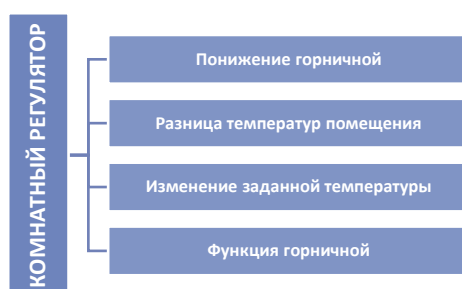 КОМНАТНЫЙ РЕГУЛЯТОР
Понижение горничной
Разница температур помещения
Изменение заданной температуры
Функция горничной